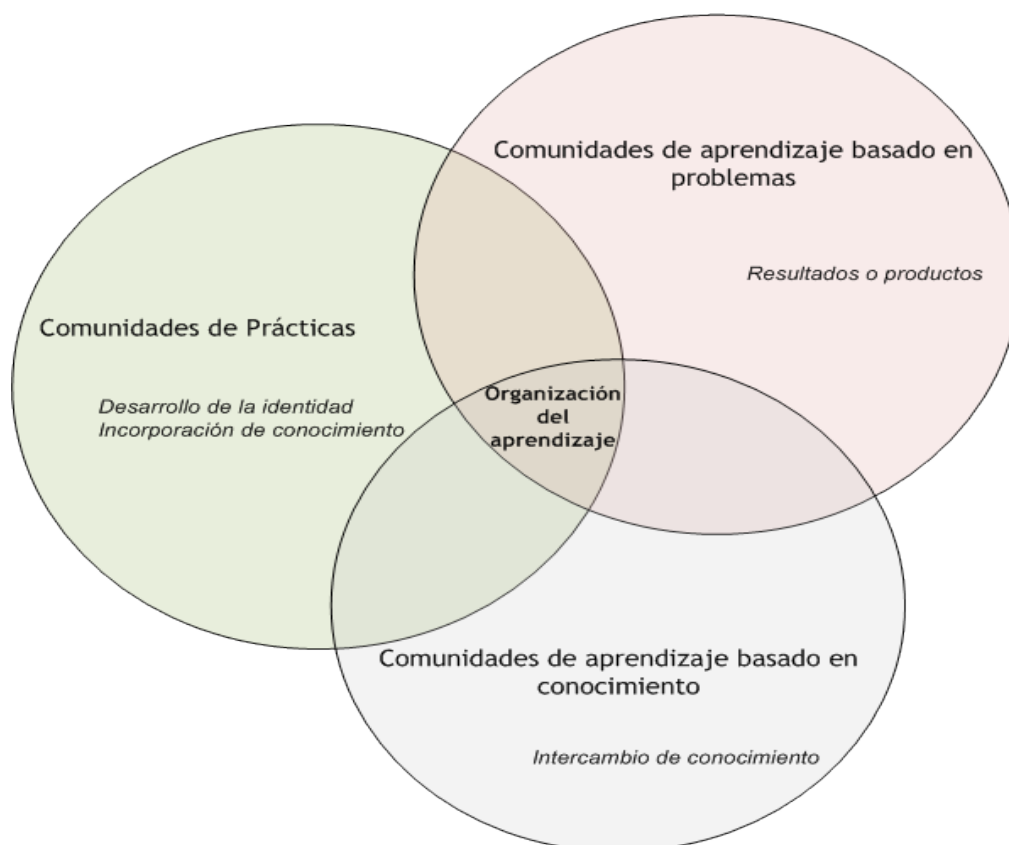 Comunidades de aprendizaje basado en
problemas
Resultados o productos
Comunidades de Prácticas
Desarrollo de la identidad
Incorporación de conocimiento
Organización
del
aprendizaje
Comunidades de aprendizaje basado en
conocimiento
Intercambio de conocimiento